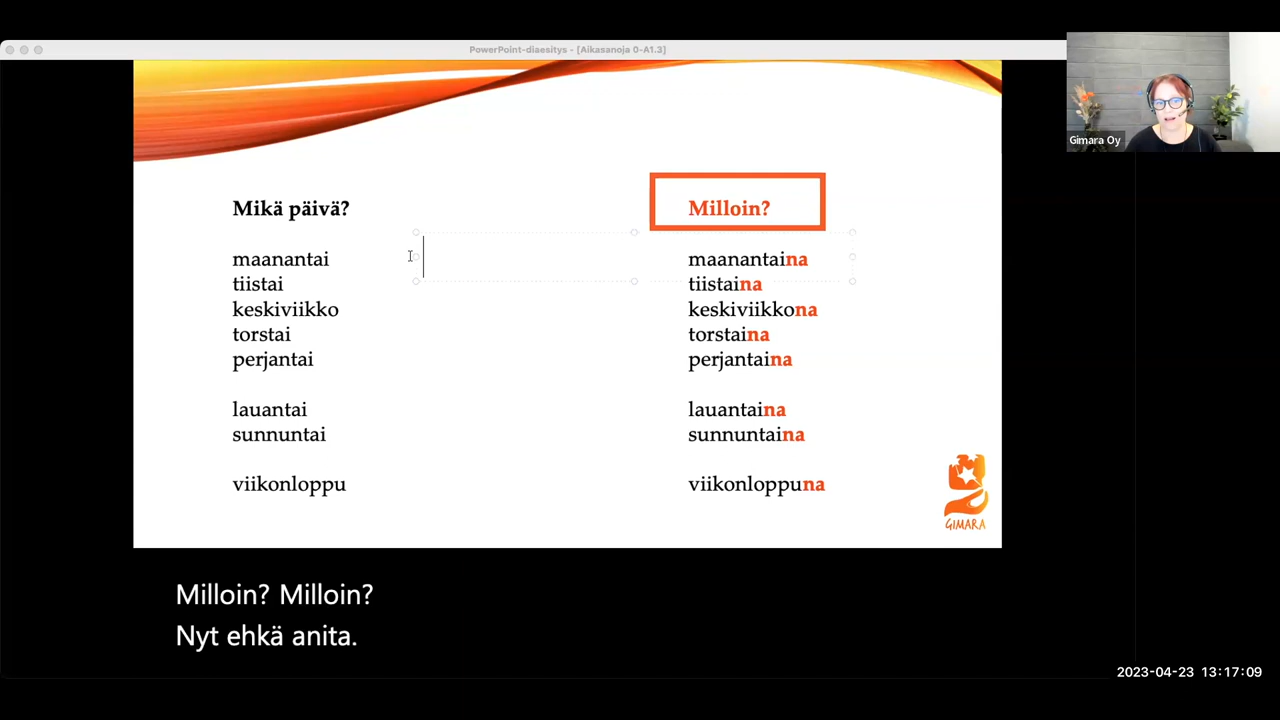 PowerPoint-diaesitys - [Aikasanoja 0-A1.3]
Gimara Oy
Mikä päivä?
maanantai
tiistai
keskiviikko
torstai
perjantai
lauantai
sunnuntai
viikonloppu
Milloin?
maanantaina
tiistaina
keskiviikkona
torstaina
perjantaina
lauantaina
sunnuntaina
viikonloppuna
GIMARA
Milloin? Milloin?
Nyt ehkä anita.
2023-04-23 13:17:09